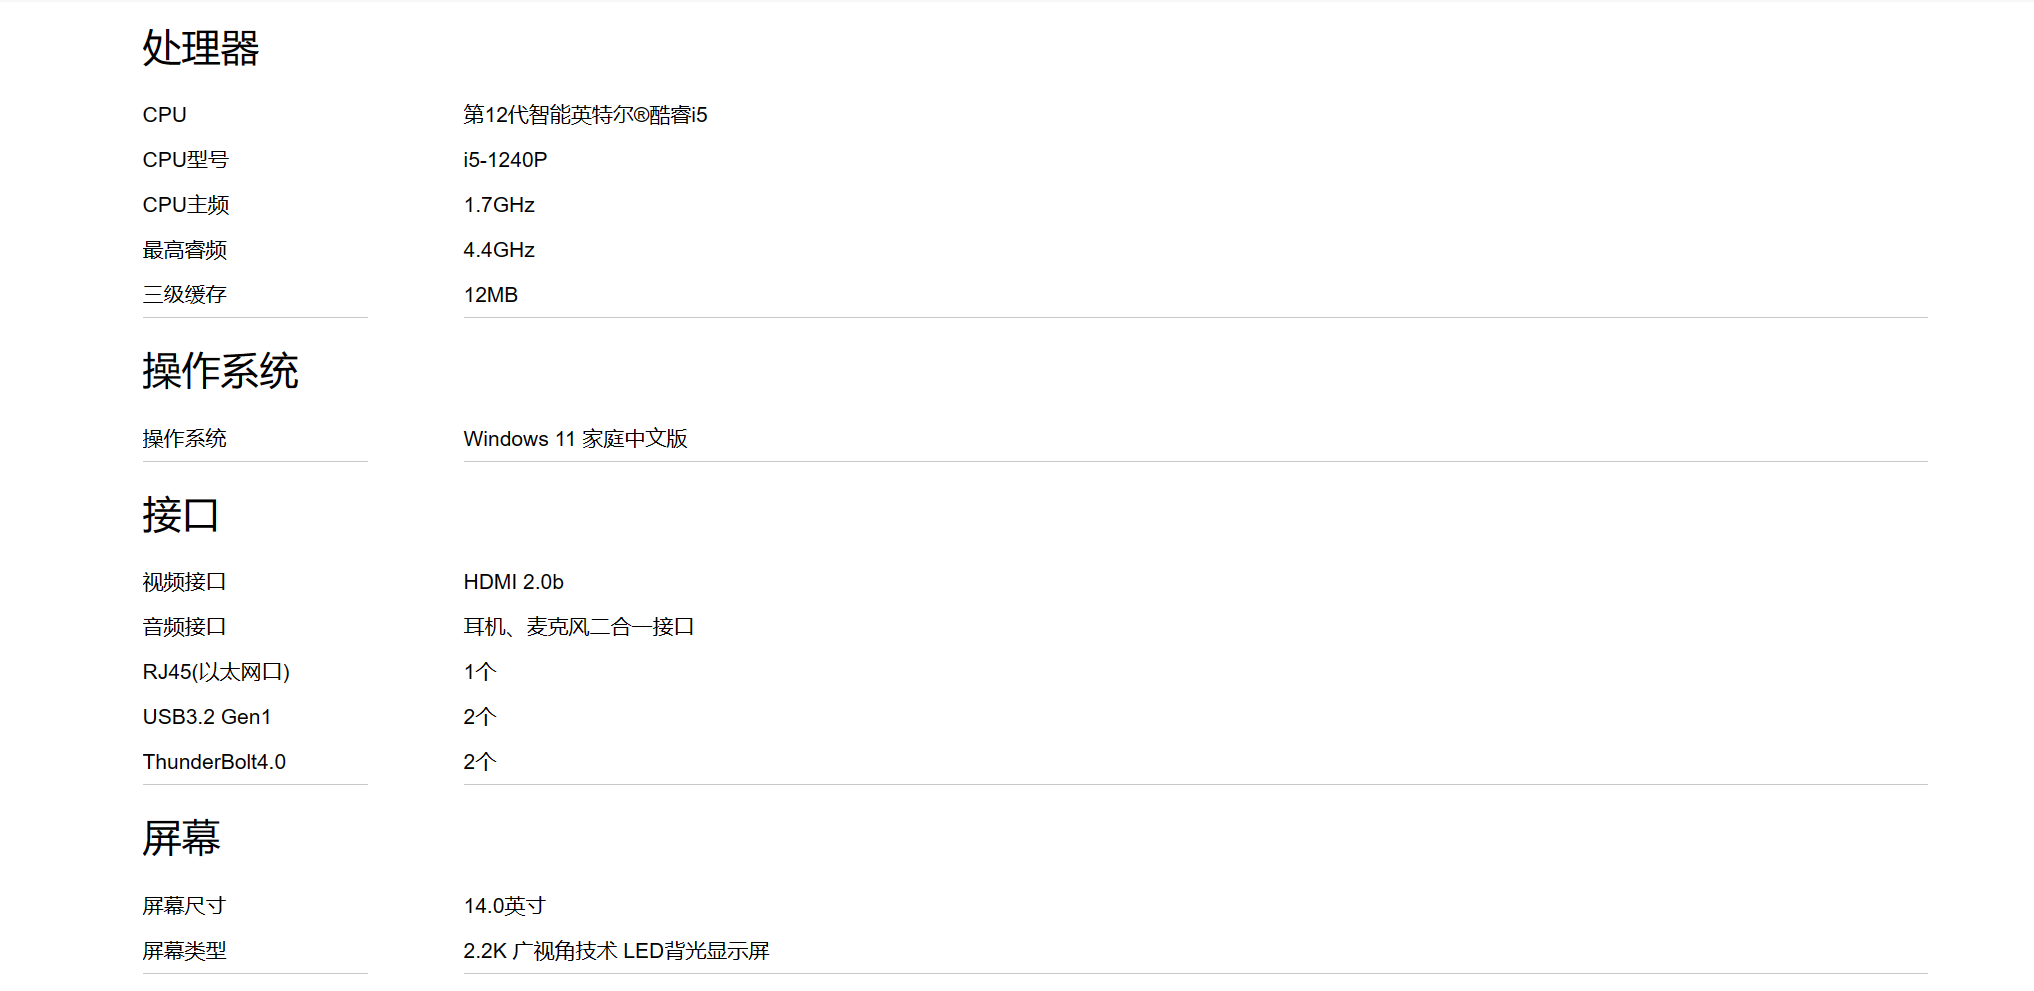 处理器
CPU 第12代智能英特尔®酷睿i5
CPU型号 i5-1240P
CPU主频 1.7GHz
最高睿频 4.4GHz
三级缓存 12MB
操作系统
操作系统 Windows 11 家庭中文版
接口
视频接口 HDMI 2.0b
音频接口 耳机、麦克风二合一接口
RJ45(以太网口) 1个
USB3.2 Gen1 2个
ThunderBolt4.0 2个
屏幕
屏幕尺寸 14.0英寸
屏幕类型 2.2K 广视角技术 LED背光显示屏